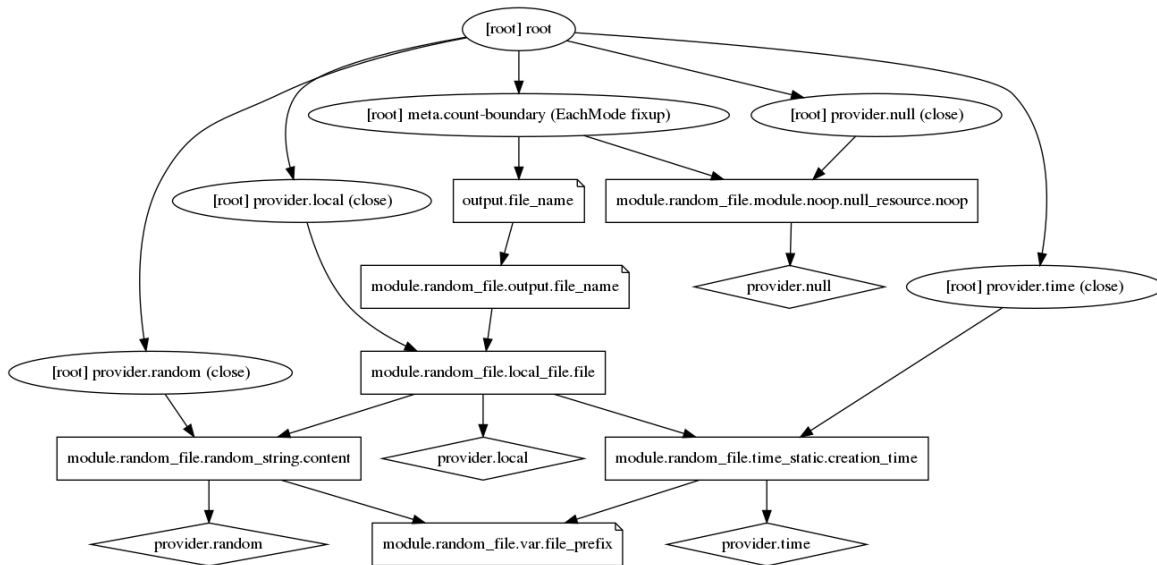 [root] root
[root] meta.count-boundary (EachMode fixup)
[root] provider.null (close)
[root] provider.local (close)
output.file_name
module.random_file.module.noop.null_resource.noop
module.random_file.output.file_name
provider.null
[root] provider.time (close)
[root] provider.random (close)
module.random_file.local_file.file
module.random_file.random_string.content
provider.local
module.random_file.time_static.creation_time
provider.random
module.random_file.var.file_prefix
provider.time